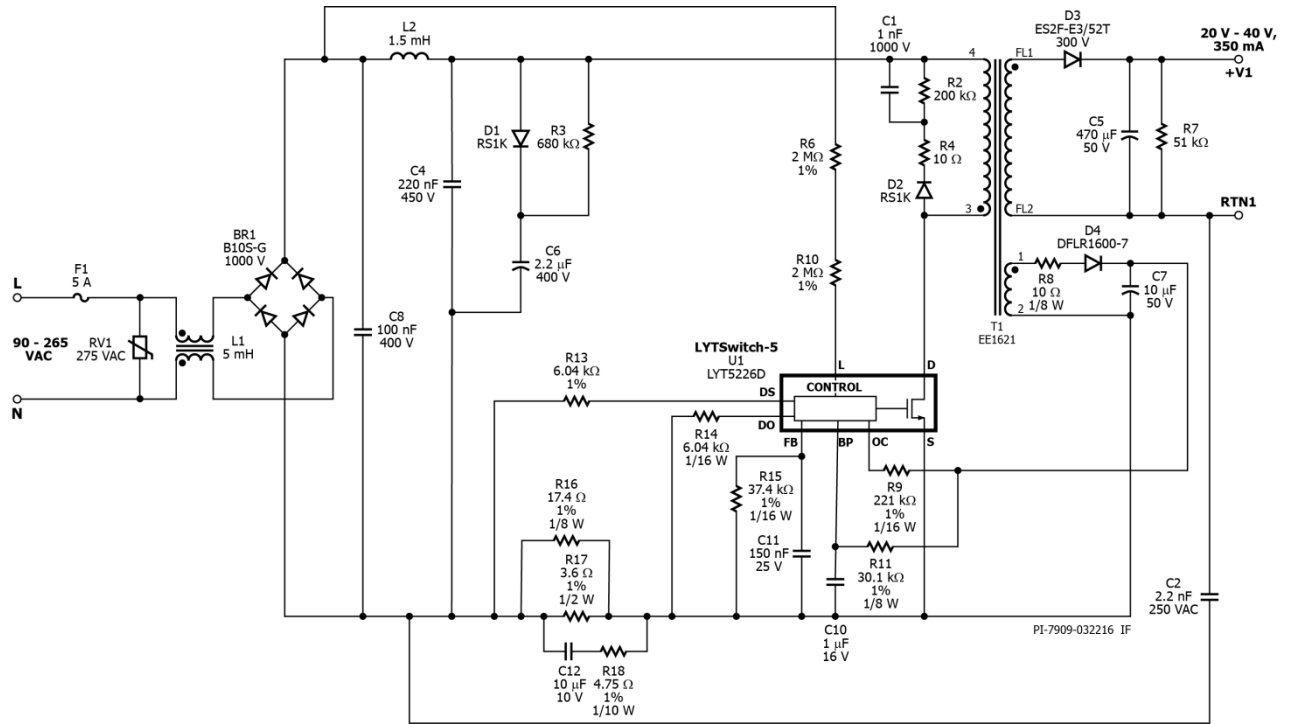 L2
1.5 mH
C1
1 nF
1000 V
D3
ES2F-E3/52T
300 V
20 V - 40 V,
350 mA
+V1
4
FL1
R2
200 kΩ
D1
RS1K
R3
680 kΩ
R6
2 MΩ
1%
R4
10 Ω
C5
470 µF
50 V
R7
51 kΩ
C4
220 nF
450 V
D2
RS1K
3
FL2
RTN1
BR1
B10S-G
1000 V
C6
2.2 µF
400 V
R10
2 MΩ
1%
D4
DFLR1600-7
1
R8
10 Ω
1/8 W
C7
10 µF
50 V
2
T1
EE1621
F1
5 A
L
90 - 265
VAC
N
RV1
275 VAC
L1
5 mH
C8
100 nF
400 V
LYTSwitch-5
U1
LYT5226D
L
D
CONTROL
DS
DO
FB
BP
OC
S
R13
6.04 kΩ
1%
R14
6.04 kΩ
1/16 W
R15
37.4 kΩ
1%
1/16 W
R9
221 kΩ
1%
1/16 W
R16
17.4 Ω
1%
1/8 W
R17
3.6 Ω
1%
1/2 W
C11
150 nF
25 V
R11
30.1 kΩ
1%
1/8 W
C2
2.2 nF
250 VAC
C10
1 µF
16 V
C12
10 µF
10 V
R18
4.75 Ω
1%
1/10 W
PI-7909-032216 IF